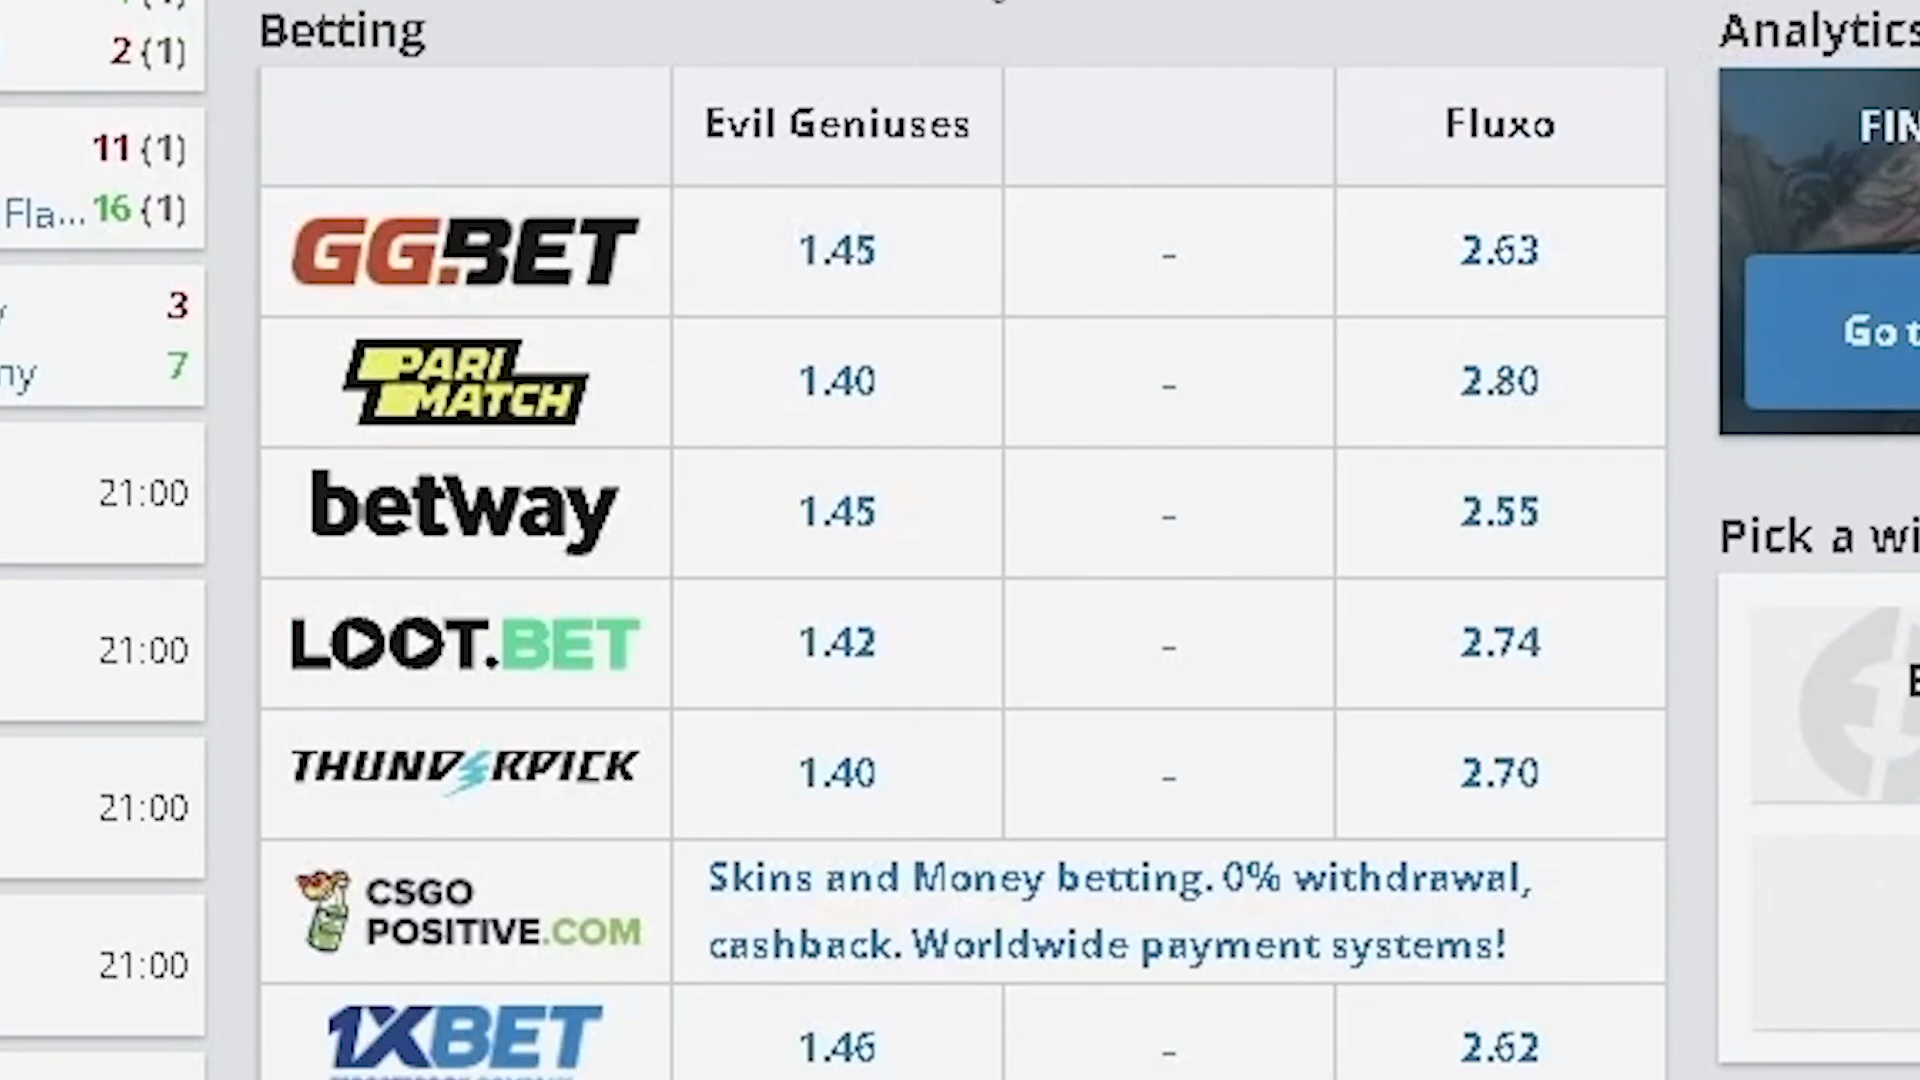 2 (1)
11 (1)
Fla... 16 (1)
3
ny 7
21:00
21:00
21:00
21:00
Betting
Evil Geniuses Fluxo
GG.BET 1.45 - 2.63
PARI MATCH 1.40 - 2.80
betway 1.45 - 2.55
LOOT.BET 1.42 - 2.74
THUNDERPICK 1.40 - 2.70
CSGO
POSITIVE.COM
Skins and Money betting. 0% withdrawal,
cashback. Worldwide payment systems!
1XBET 1.46 - 2.62
Analytics
FIN
Go t
Pick a wi
E